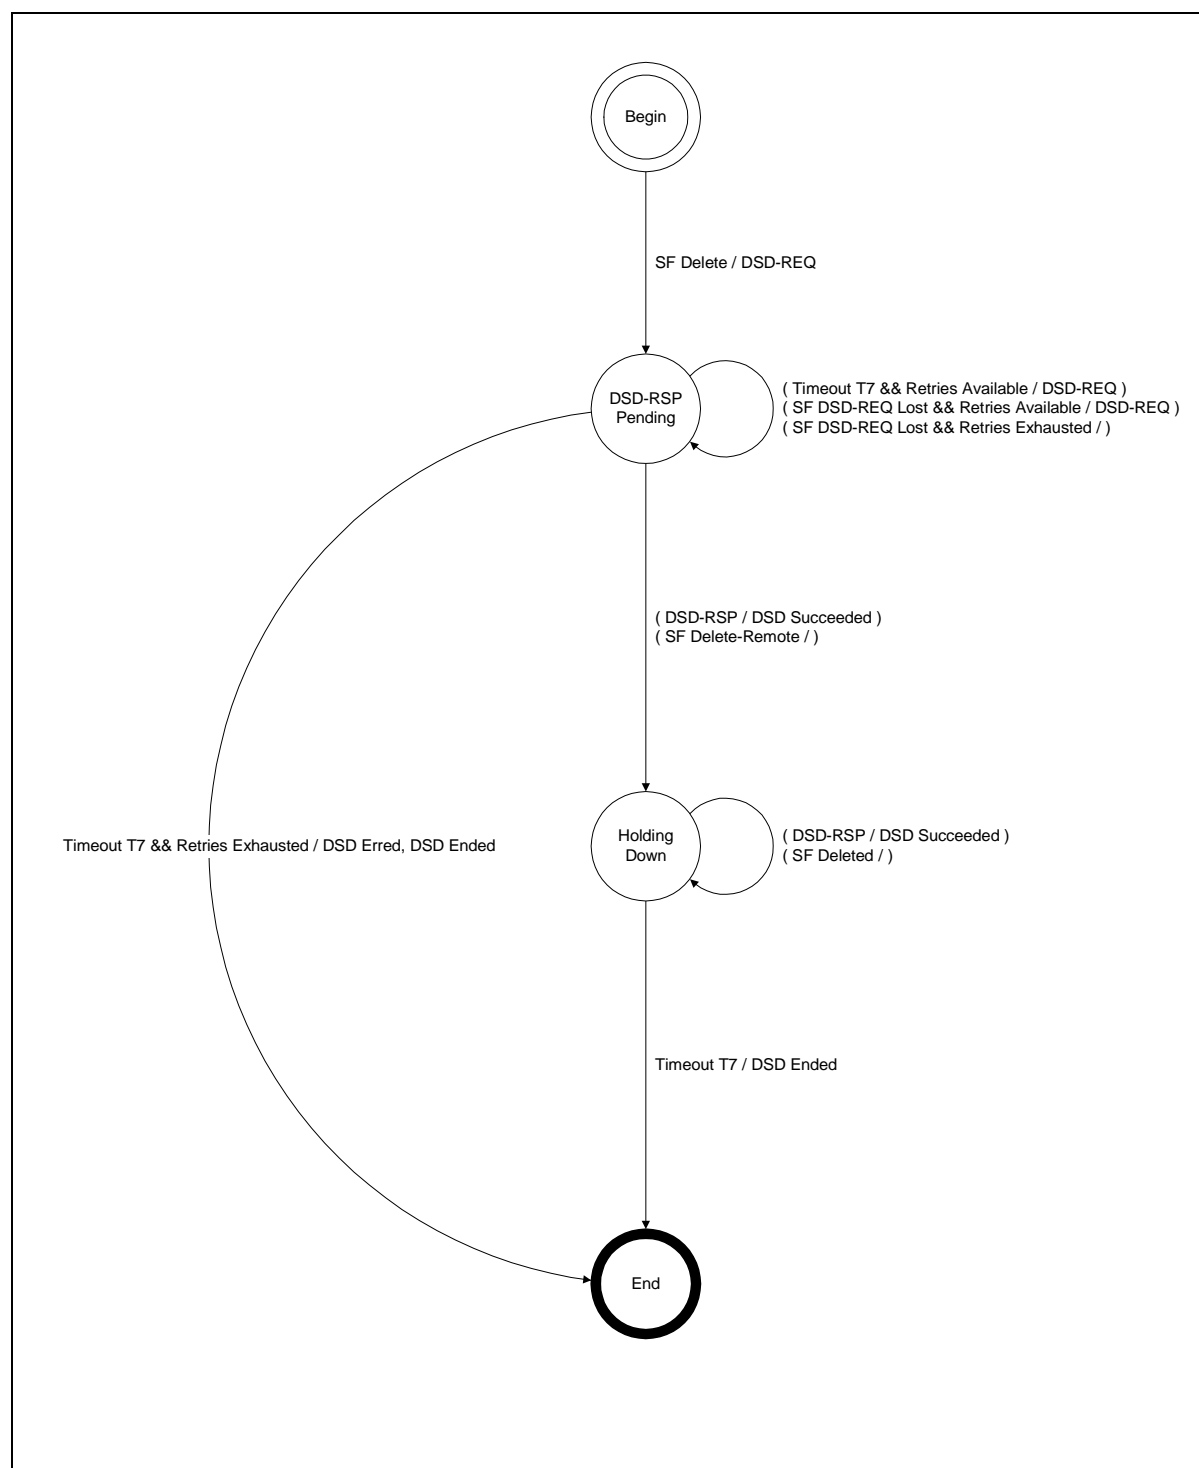 Begin
SF Delete / DSD-REQ
DSD-RSP
Pending
( Timeout T7 && Retries Available / DSD-REQ )
( SF DSD-REQ Lost && Retries Available / DSD-REQ )
( SF DSD-REQ Lost && Retries Exhausted / )
( DSD-RSP / DSD Succeeded )
( SF Delete-Remote / )
Timeout T7 && Retries Exhausted / DSD Erred, DSD Ended
Holding
Down
( DSD-RSP / DSD Succeeded )
( SF Deleted / )
Timeout T7 / DSD Ended
End